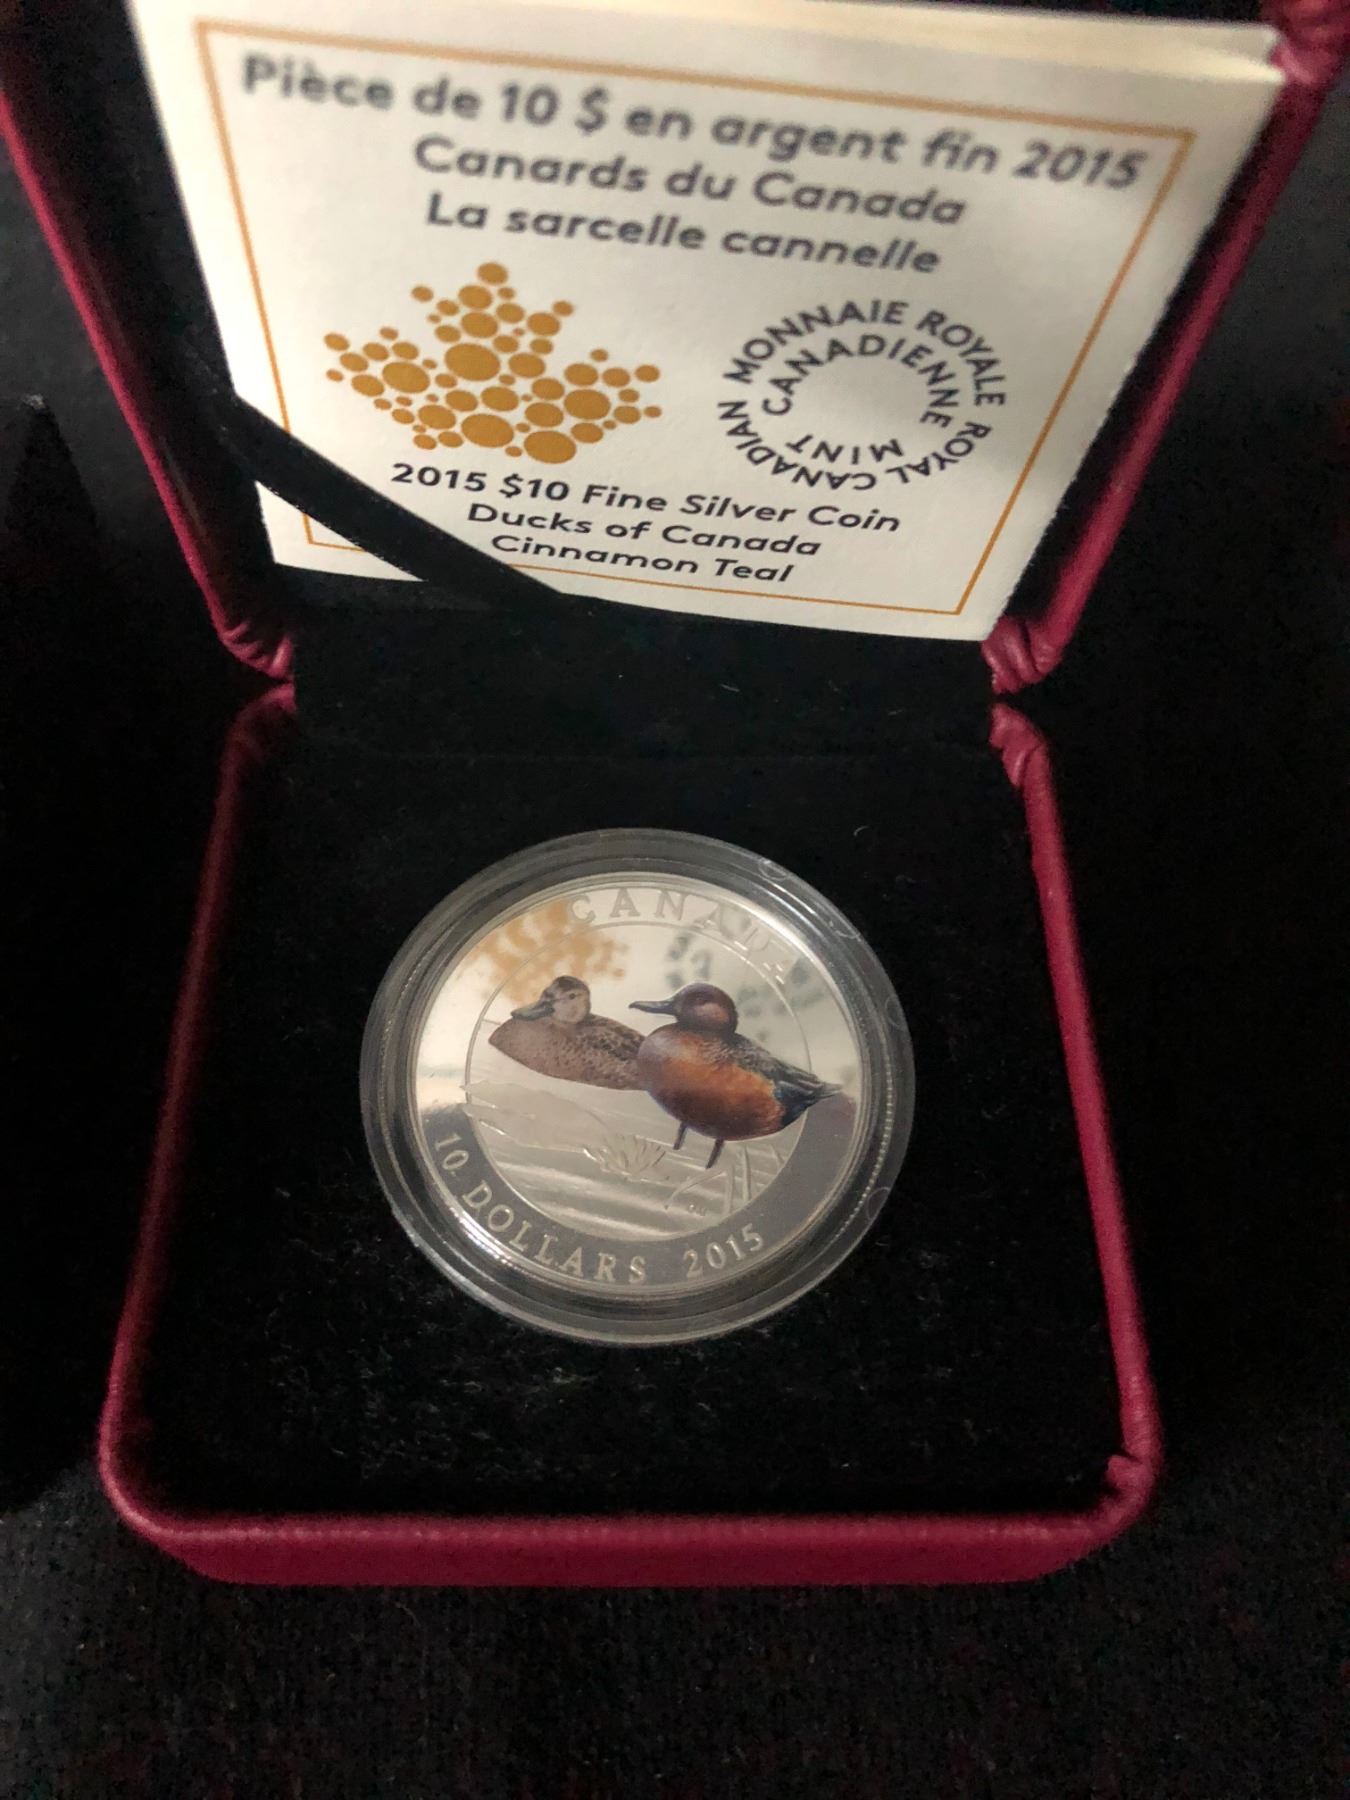 Pièce de 10 $ en argent fin 2015
Canards du Canada
La sarcelle cannelle
MONNAIE ROYALE
CANADIENNE
ROYAL CANADIAN
MINT
2015 $10 Fine Silver Coin
Ducks of Canada
Cinnamon Teal
CANADA
10 DOLLARS 2015